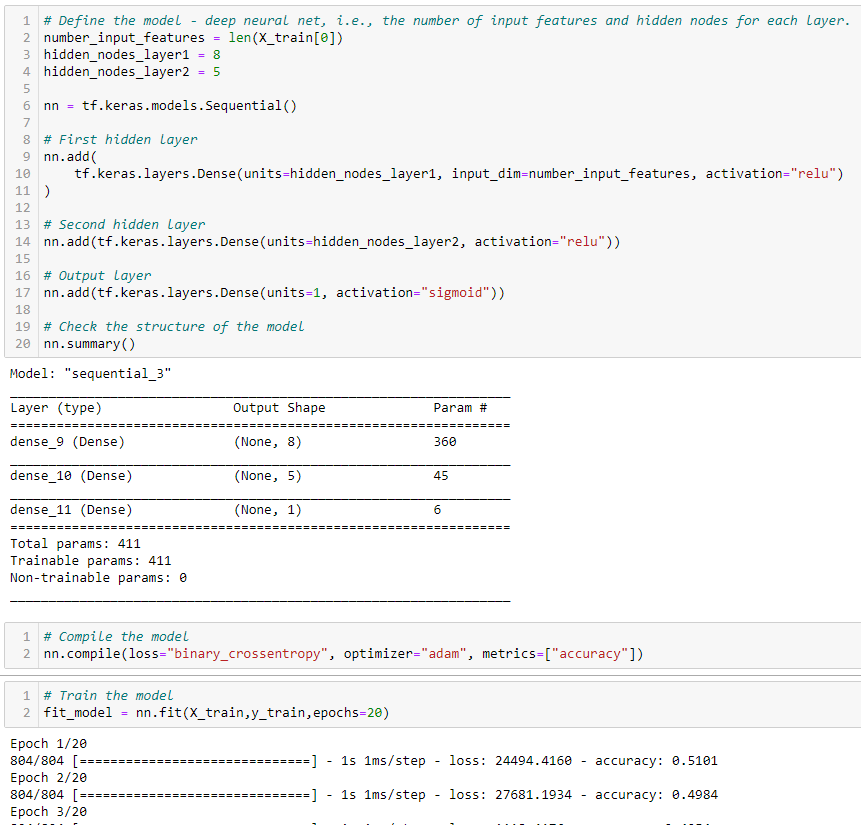 1 # Define the model - deep neural net, i.e., the number of input features and hidden nodes for each layer.
2 number_input_features = len(X_train[0])
3 hidden_nodes_layer1 = 8
4 hidden_nodes_layer2 = 5
5
6 nn = tf.keras.models.Sequential()
7
8 # First hidden layer
9 nn.add(
10     tf.keras.layers.Dense(units=hidden_nodes_layer1, input_dim=number_input_features, activation="relu")
11 )
12
13 # Second hidden layer
14 nn.add(tf.keras.layers.Dense(units=hidden_nodes_layer2, activation="relu"))
15
16 # Output layer
17 nn.add(tf.keras.layers.Dense(units=1, activation="sigmoid"))
18
19 # Check the structure of the model
20 nn.summary()
Model: "sequential_3"
_________________________________________________________________
Layer (type)                 Output Shape              Param #
=================================================================
dense_9 (Dense)              (None, 8)                 360
_________________________________________________________________
dense_10 (Dense)             (None, 5)                 45
_________________________________________________________________
dense_11 (Dense)             (None, 1)                 6
=================================================================
Total params: 411
Trainable params: 411
Non-trainable params: 0
_________________________________________________________________
1 # Compile the model
2 nn.compile(loss="binary_crossentropy", optimizer="adam", metrics=["accuracy"])
1 # Train the model
2 fit_model = nn.fit(X_train,y_train,epochs=20)
Epoch 1/20
804/804 [==============================] - 1s 1ms/step - loss: 24494.4160 - accuracy: 0.5101
Epoch 2/20
804/804 [==============================] - 1s 1ms/step - loss: 27681.1934 - accuracy: 0.4984
Epoch 3/20